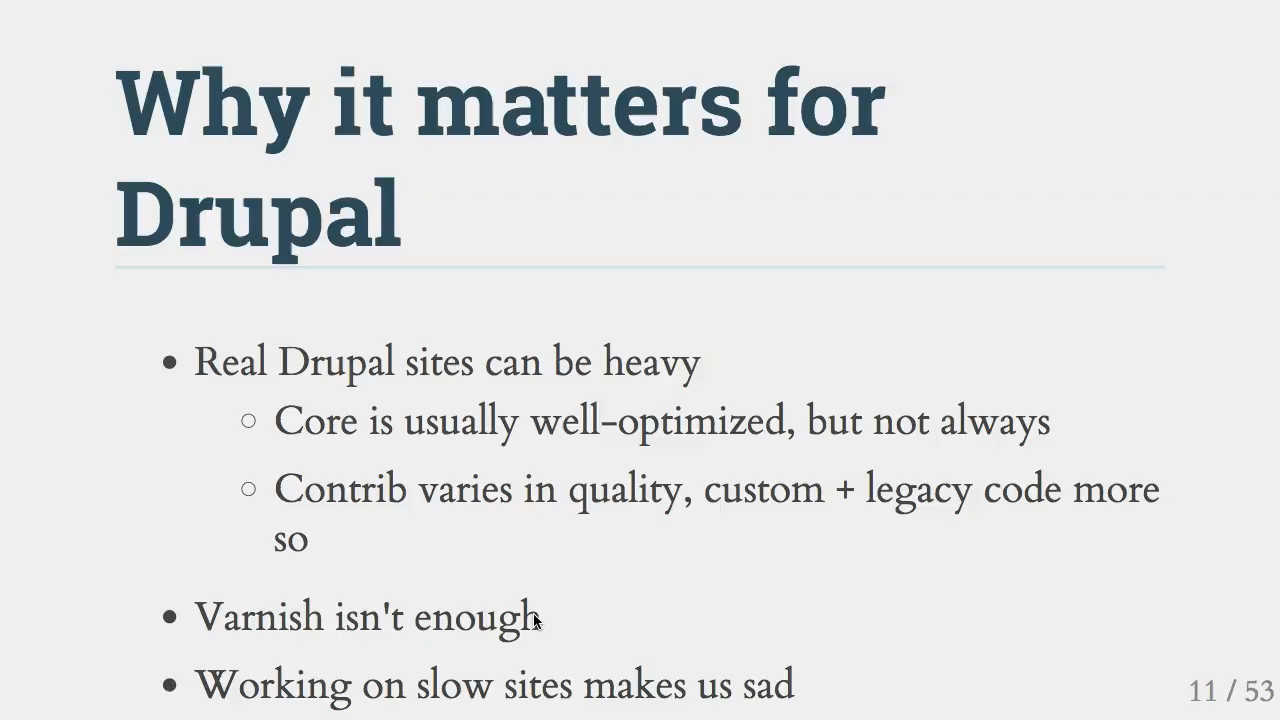 Why it matters for
Drupal
• Real Drupal sites can be heavy
○ Core is usually well-optimized, but not always
○ Contrib varies in quality, custom + legacy code more
so
• Varnish isn't enough
• Working on slow sites makes us sad
11 / 53